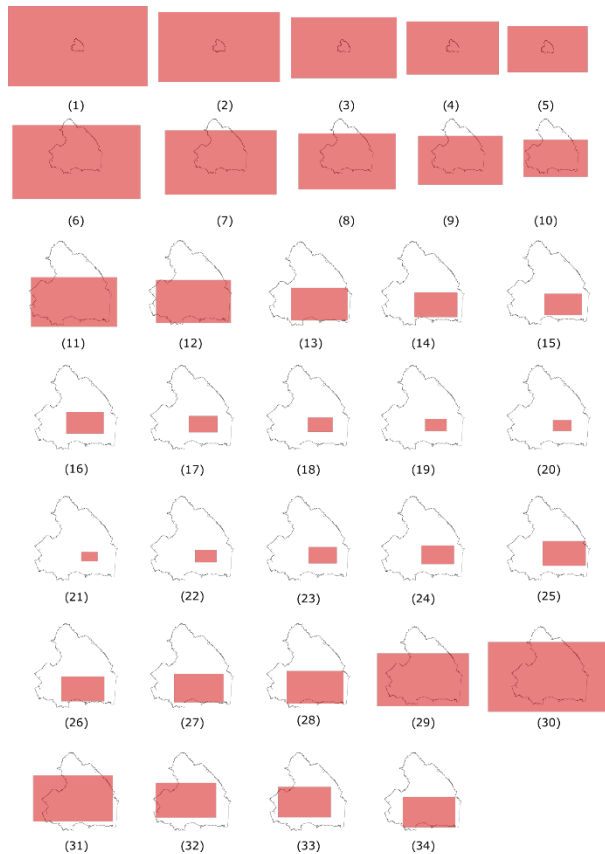 (1) (2) (3) (4) (5)
(6) (7) (8) (9) (10)
(11) (12) (13) (14) (15)
(16) (17) (18) (19) (20)
(21) (22) (23) (24) (25)
(26) (27) (28) (29) (30)
(31) (32) (33) (34)